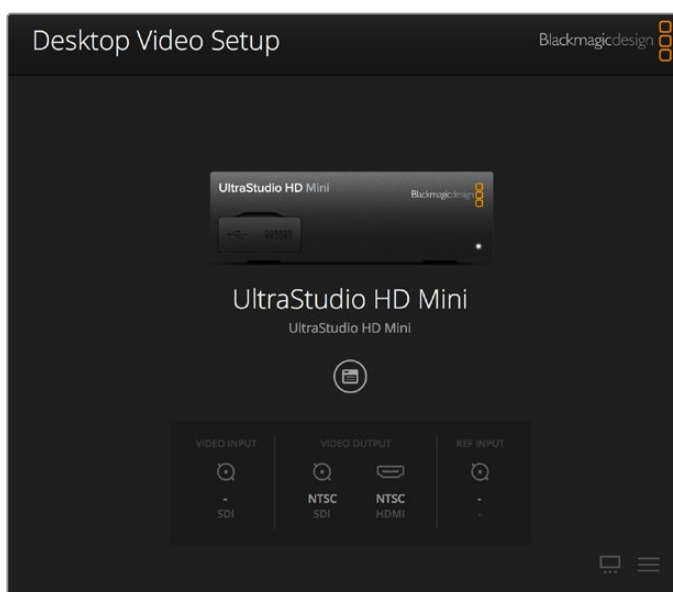 Desktop Video Setup
Blackmagicdesign
UltraStudio HD Mini
Blackmagicdesign
UltraStudio HD Mini
UltraStudio HD Mini
VIDEO INPUT VIDEO OUTPUT REF INPUT
- NTSC NTSC -
SDI SDI HDMI -